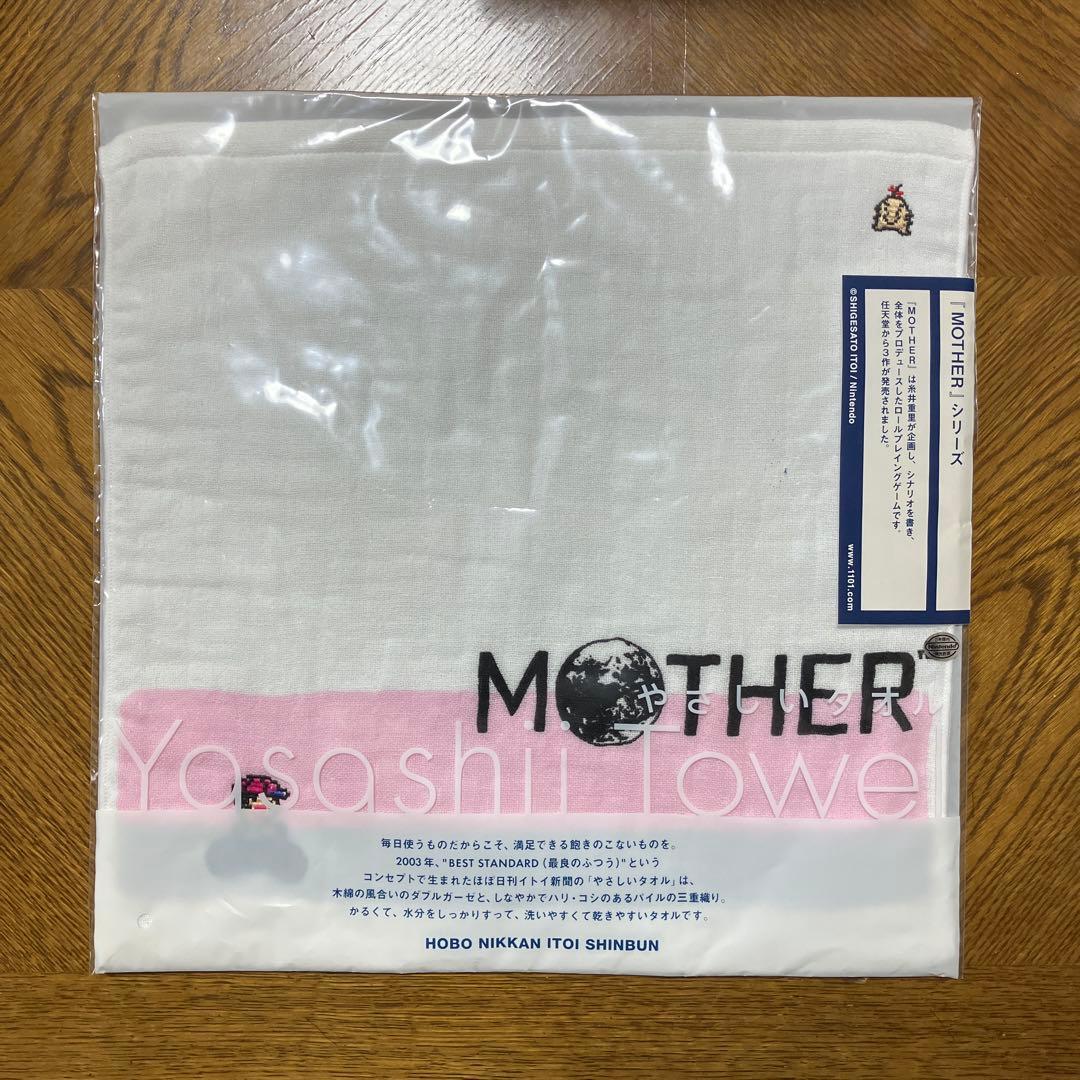 『MOTHER』シリーズ
『MOTHER』は糸井重里が企画し、シナリオを書き、
全体をプロデュースしたロールプレイングゲームです。
任天堂から3作が発売されました。
©SHIGESATO ITOI / Nintendo
www.1101.com
Nintendo
MOTHER
やさしいタオル
Yasashii Towel
毎日使うものだからこそ、満足できる飽きのこないものを。
2003年、"BEST STANDARD（最良のふつう）"という
コンセプトで生まれたほぼ日刊イトイ新聞の「やさしいタオル」は、
木綿の風合いのダブルガーゼと、しなやかでハリ・コシのあるパイルの三重織り。
かるくて、水分をしっかりすって、洗いやすくて乾きやすいタオルです。
HOBO NIKKAN ITOI SHINBUN